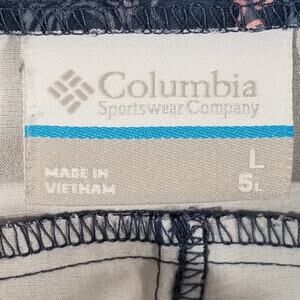 Columbia
Sportswear Company
MADE IN
VIETNAM
L
5L